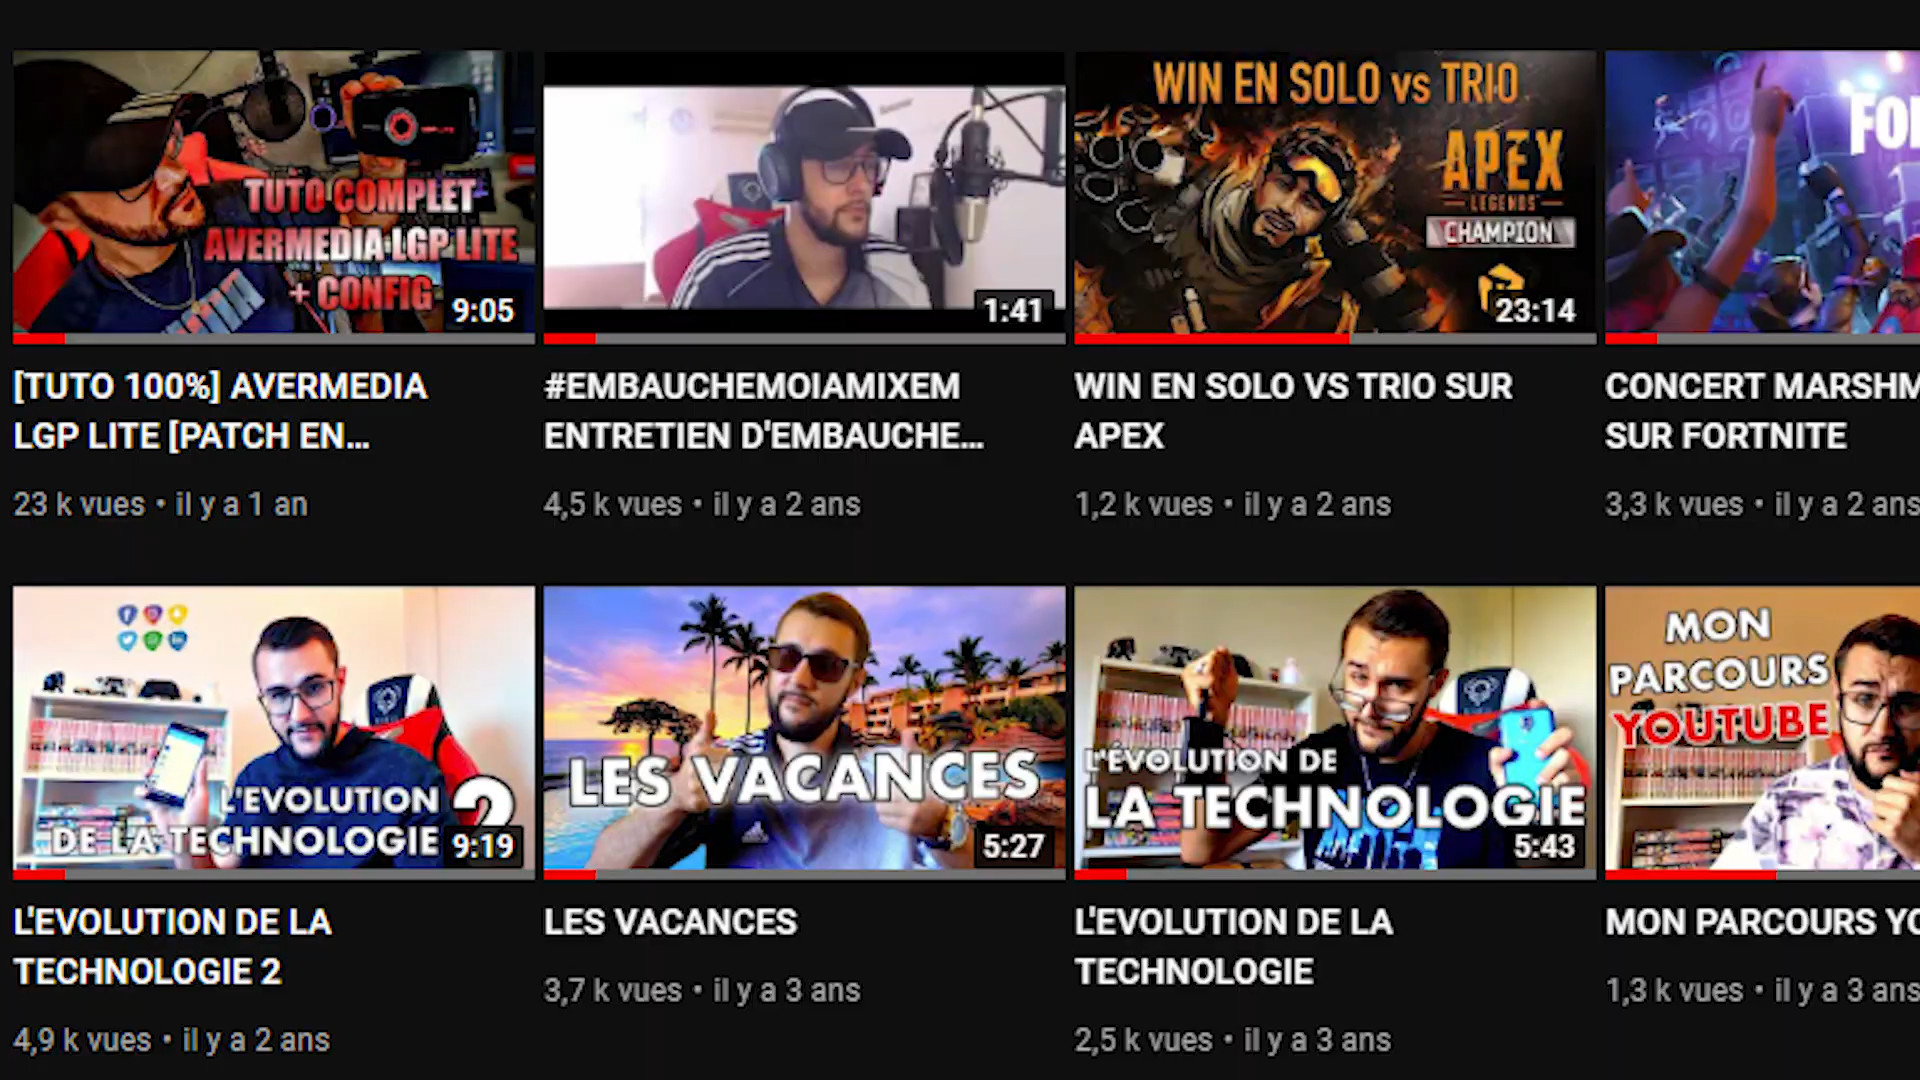 TUTO COMPLET
AVERMEDIA LGP LITE
+ CONFIG
9:05
[TUTO 100%] AVERMEDIA
LGP LITE [PATCH EN...
23 k vues • il y a 1 an
1:41
#EMBAUCHEMOIAMIXEM
ENTRETIEN D'EMBAUCHE...
4,5 k vues • il y a 2 ans
WIN EN SOLO vs TRIO
APEX
LEGENDS
CHAMPION
23:14
WIN EN SOLO VS TRIO SUR
APEX
1,2 k vues • il y a 2 ans
FO
CONCERT MARSHM
SUR FORTNITE
3,3 k vues • il y a 2 ans
L'EVOLUTION
DE LA TECHNOLOGIE 2
9:19
L'EVOLUTION DE LA
TECHNOLOGIE 2
4,9 k vues • il y a 2 ans
LES VACANCES
5:27
LES VACANCES
3,7 k vues • il y a 3 ans
L'ÉVOLUTION DE
LA TECHNOLOGIE
5:43
L'EVOLUTION DE LA
TECHNOLOGIE
2,5 k vues • il y a 3 ans
MON
PARCOURS
YOUTUBE
MON PARCOURS YO
1,3 k vues • il y a 3 ans